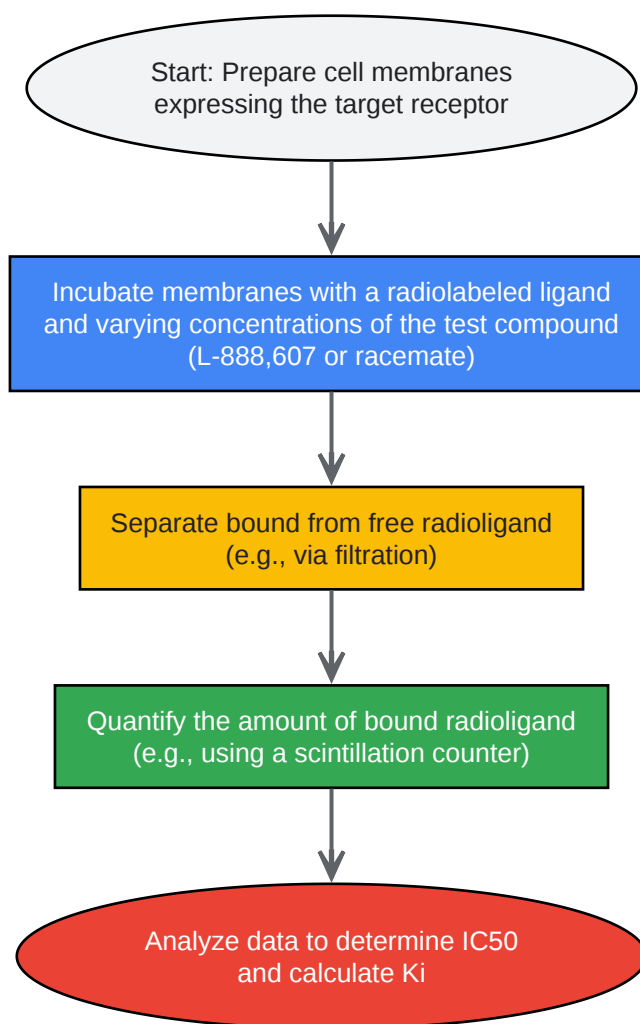 Start: Prepare cell membranes
expressing the target receptor
Incubate membranes with a radiolabeled ligand
and varying concentrations of the test compound
(L-888,607 or racemate)
Separate bound from free radioligand
(e.g., via filtration)
Quantify the amount of bound radioligand
(e.g., using a scintillation counter)
Analyze data to determine IC50
and calculate Ki